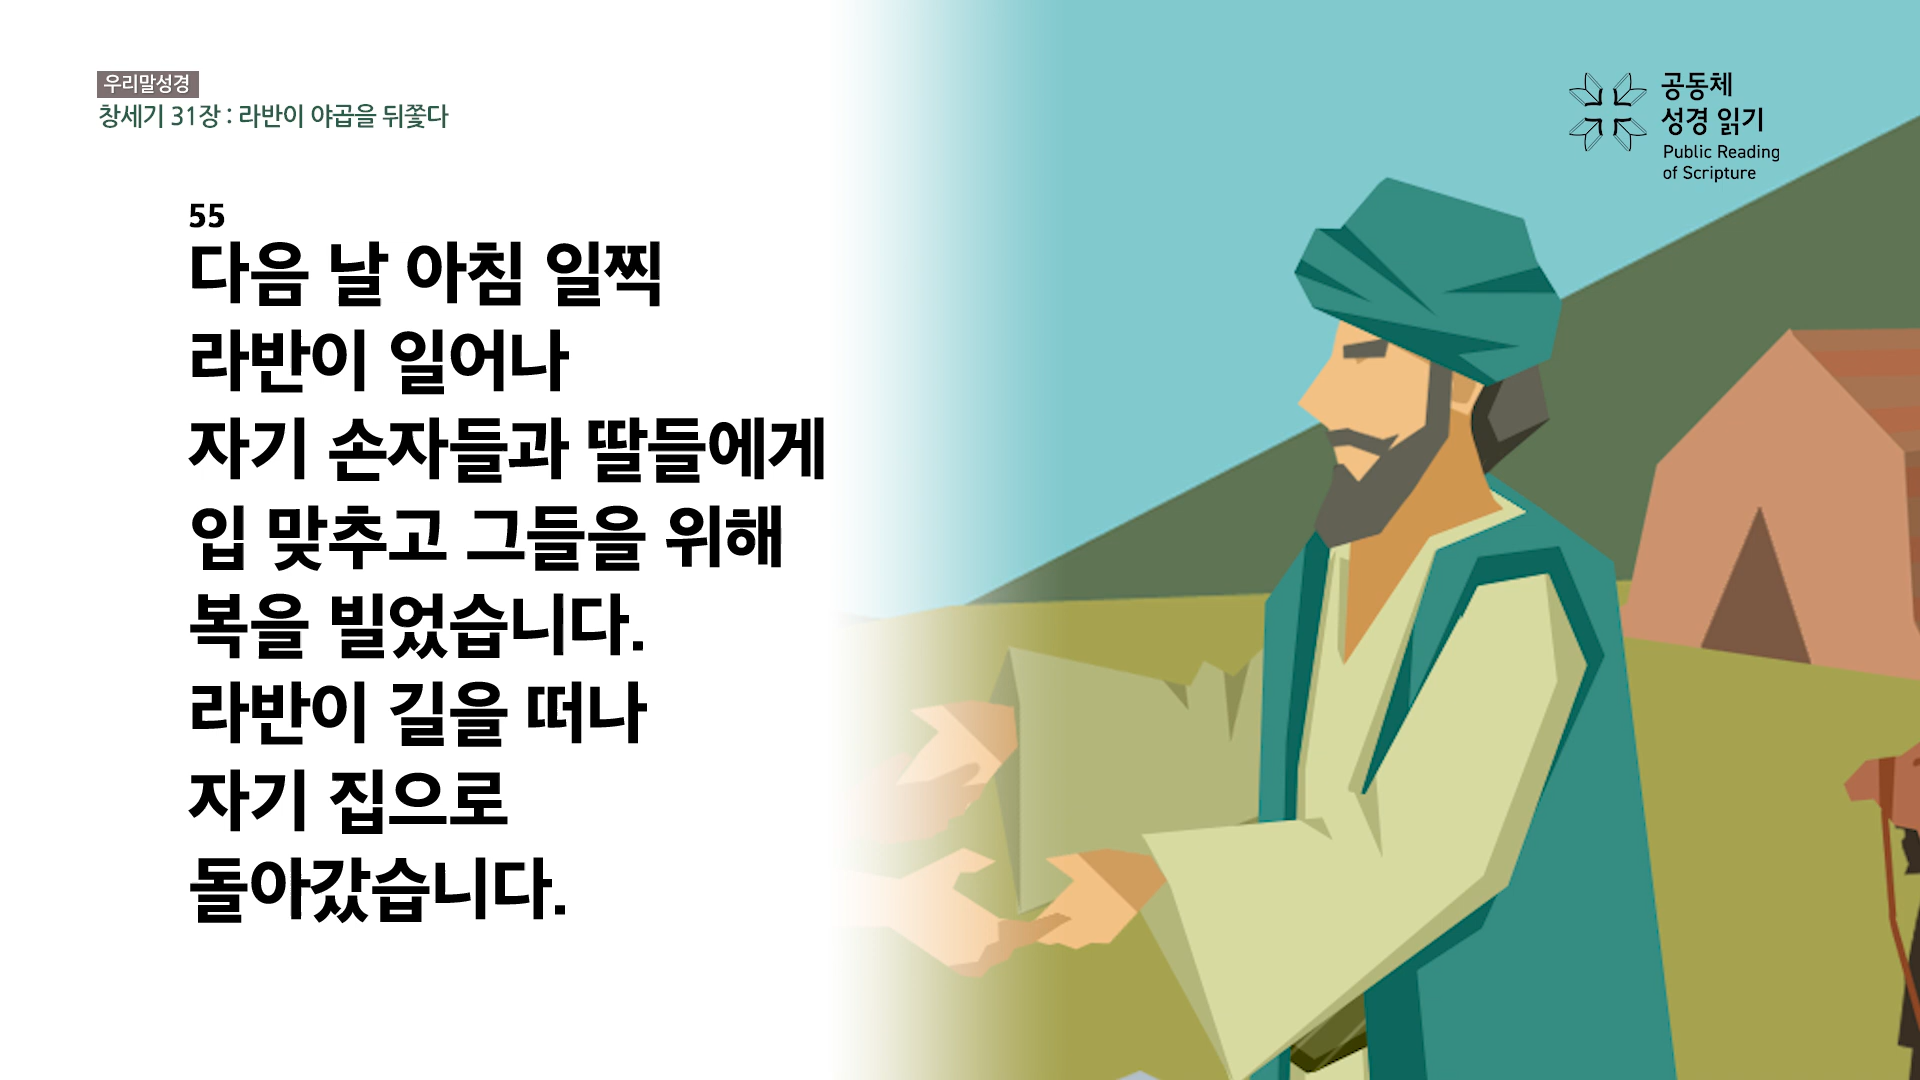 우리말성경
창세기 31장 : 라반이 야곱을 뒤쫓다
공동체
성경 읽기
Public Reading
of Scripture
55
다음 날 아침 일찍
라반이 일어나
자기 손자들과 딸들에게
입 맞추고 그들을 위해
복을 빌었습니다.
라반이 길을 떠나
자기 집으로
돌아갔습니다.